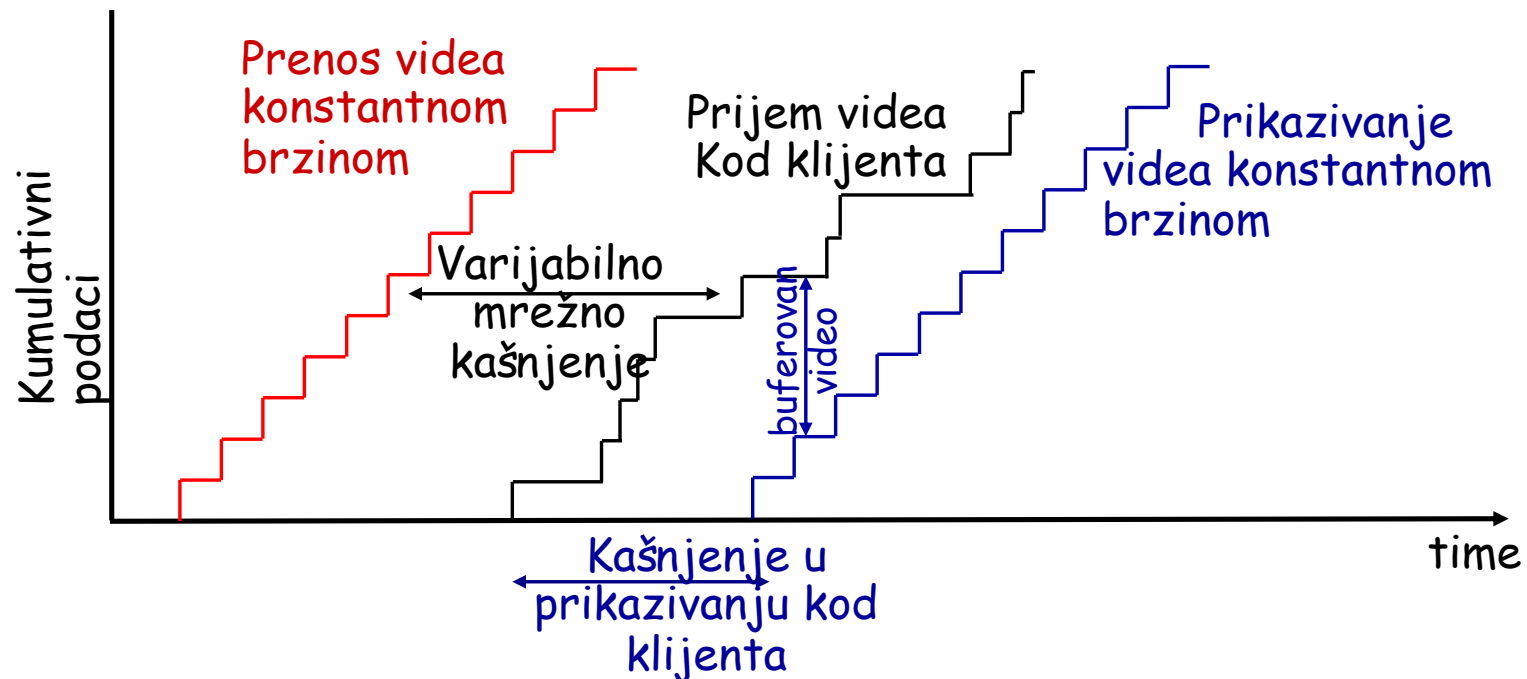 Prenos videa
konstantnom
brzinom
Prijem videa
Kod klijenta
Prikazivanje
videa konstantnom
brzinom
Kumulativni
podaci
Varijabilno
mrežno
kašnjenje
buferovan
video
time
Kašnjenje u
prikazivanju kod
klijenta